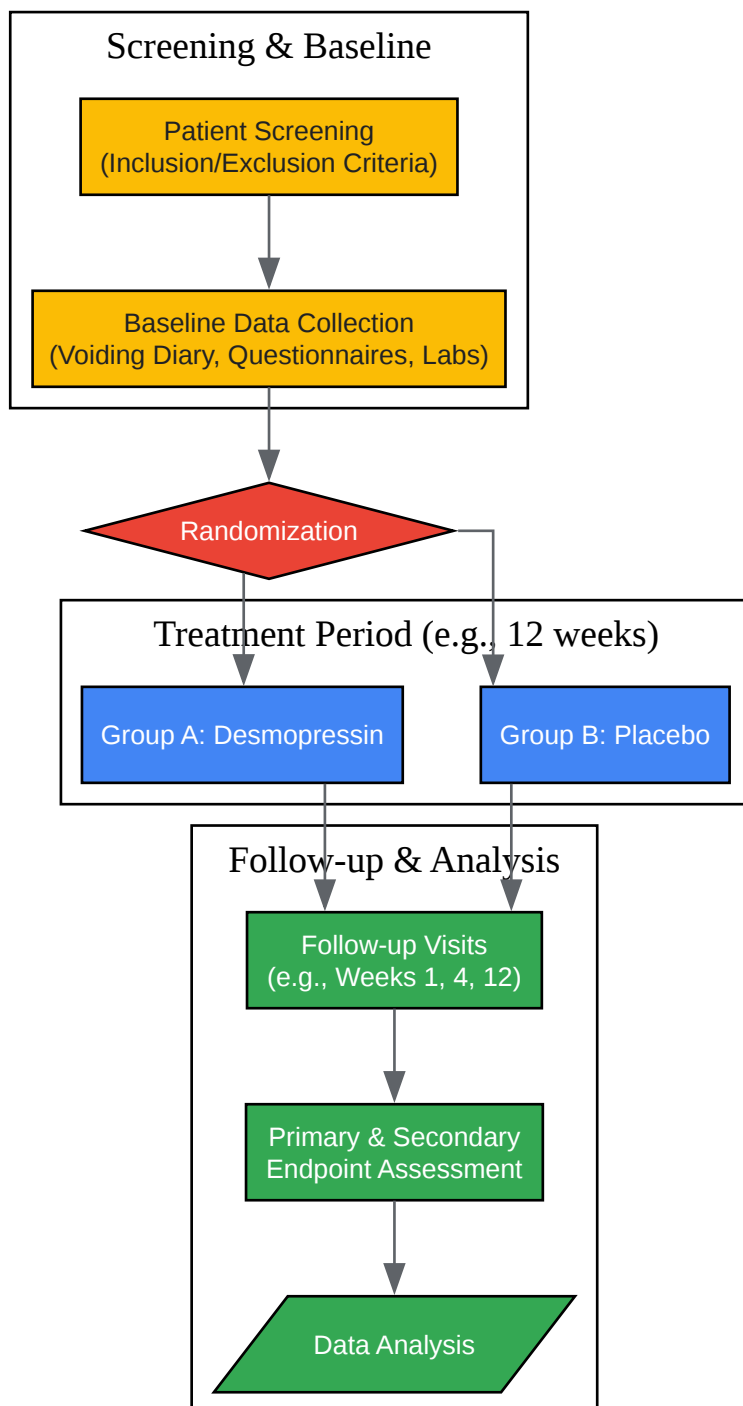 Screening & Baseline
Patient Screening
(Inclusion/Exclusion Criteria)
Baseline Data Collection
(Voiding Diary, Questionnaires, Labs)
Randomization
Treatment Period (e.g., 12 weeks)
Group A: Desmopressin
Group B: Placebo
Follow-up & Analysis
Follow-up Visits
(e.g., Weeks 1, 4, 12)
Primary & Secondary
Endpoint Assessment
Data Analysis